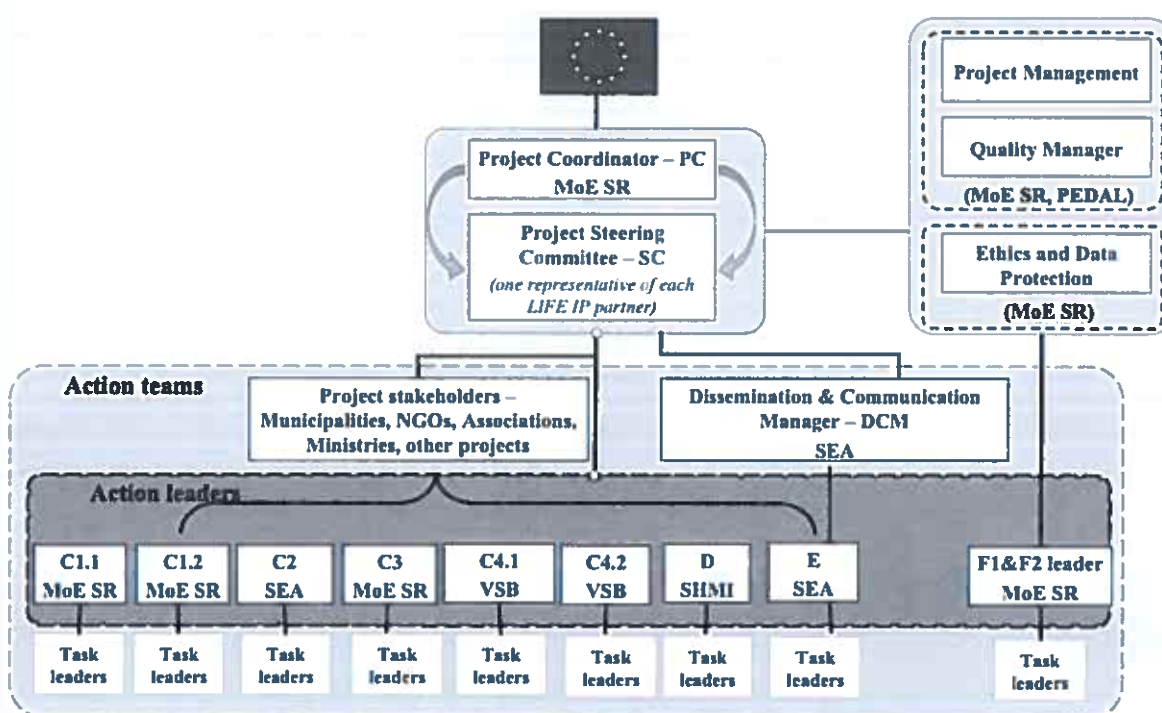 Project Management
Quality Manager
(MoE SR, PEDAL)
Ethics and Data
Protection
(MoE SR)
Project Coordinator – PC
MoE SR
Project Steering
Committee – SC
(one representative of each
LIFE IP partner)
Action teams
Project stakeholders –
Municipalities, NGOs, Associations,
Ministries, other projects
Dissemination & Communication
Manager – DCM
SEA
Action leaders
C1.1
MoE SR
C1.2
MoE SR
C2
SEA
C3
MoE SR
C4.1
VSB
C4.2
VSB
D
SHMI
E
SEA
F1&F2 leader
MoE SR
Task
leaders
Task
leaders
Task
leaders
Task
leaders
Task
leaders
Task
leaders
Task
leaders
Task
leaders
Task
leaders